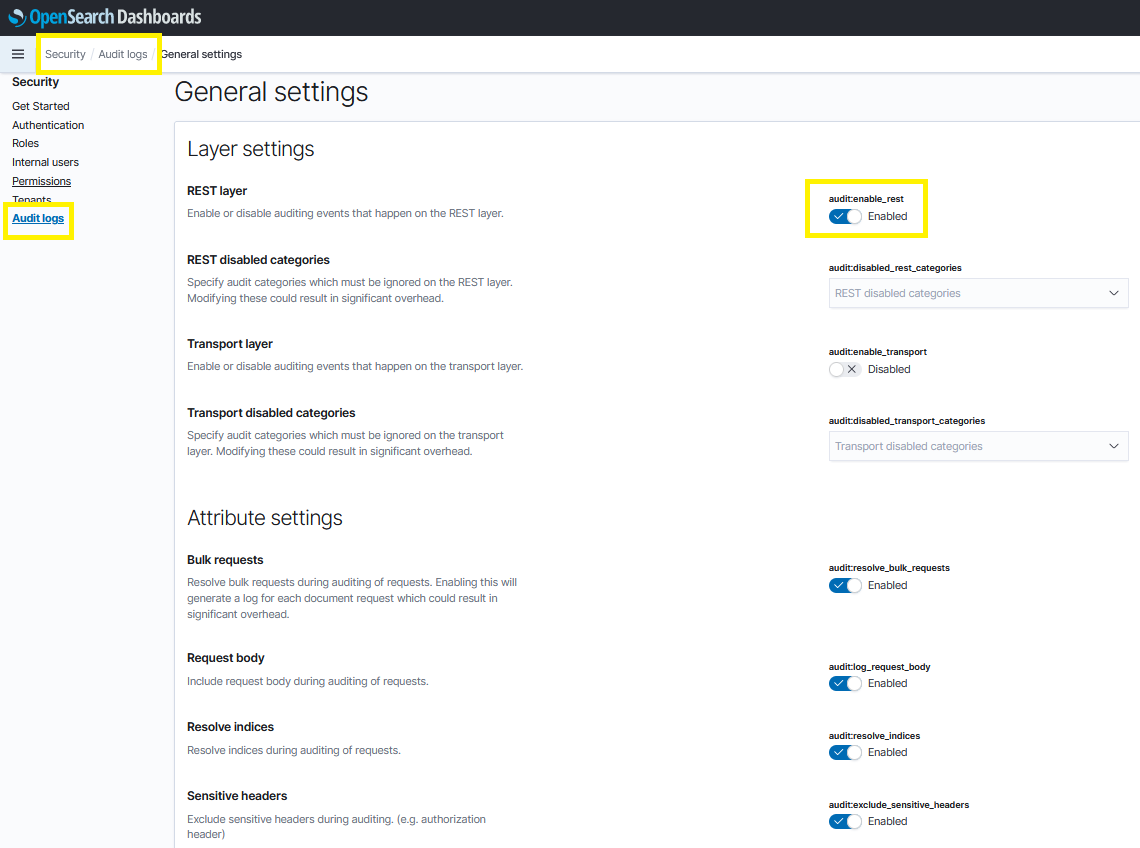 OpenSearch Dashboards
Security / Audit logs / General settings
Security
Get Started
Authentication
Roles
Internal users
Permissions
Tenants
Audit logs
General settings
Layer settings
REST layer
Enable or disable auditing events that happen on the REST layer.
audit:enable_rest
Enabled
REST disabled categories
Specify audit categories which must be ignored on the REST layer.
Modifying these could result in significant overhead.
audit:disabled_rest_categories
REST disabled categories
Transport layer
Enable or disable auditing events that happen on the transport layer.
audit:enable_transport
Disabled
Transport disabled categories
Specify audit categories which must be ignored on the transport
layer. Modifying these could result in significant overhead.
audit:disabled_transport_categories
Transport disabled categories
Attribute settings
Bulk requests
Resolve bulk requests during auditing of requests. Enabling this will
generate a log for each document request which could result in
significant overhead.
audit:resolve_bulk_requests
Enabled
Request body
Include request body during auditing of requests.
audit:log_request_body
Enabled
Resolve indices
Resolve indices during auditing of requests.
audit:resolve_indices
Enabled
Sensitive headers
Exclude sensitive headers during auditing. (e.g. authorization
header)
audit:exclude_sensitive_headers
Enabled